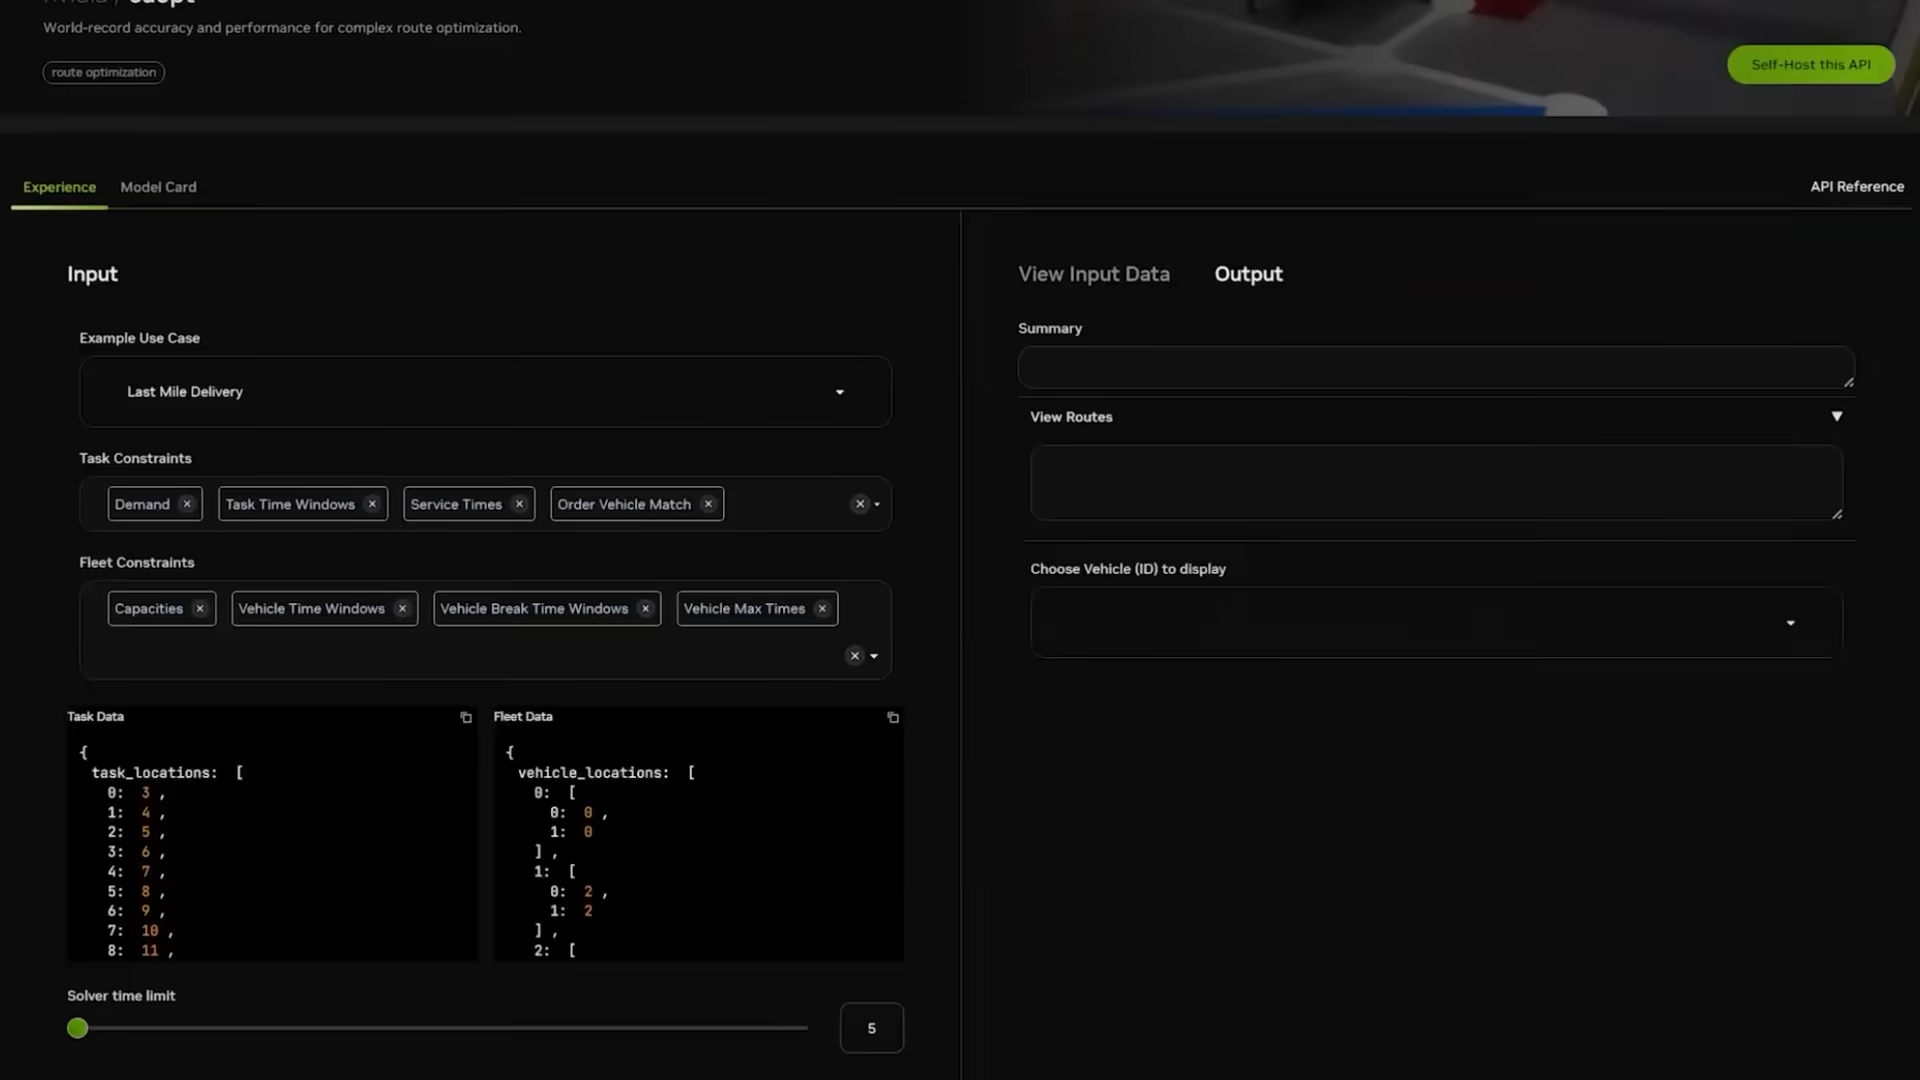 World-record accuracy and performance for complex route optimization.
route optimization
Self-Host this API
Experience
Model Card
API Reference
Input
Example Use Case
Last Mile Delivery
Task Constraints
Demand ×
Task Time Windows ×
Service Times ×
Order Vehicle Match ×
Fleet Constraints
Capacities ×
Vehicle Time Windows ×
Vehicle Break Time Windows ×
Vehicle Max Times ×
Task Data
{
task_locations: [
0: 3 ,
1: 4 ,
2: 5 ,
3: 6 ,
4: 7 ,
5: 8 ,
6: 9 ,
7: 10 ,
8: 11 ,
Fleet Data
{
vehicle_locations: [
0: [
0: 0 ,
1: 0
] ,
1: [
0: 2 ,
1: 2
] ,
2: [
Solver time limit
5
View Input Data
Output
Summary
View Routes
Choose Vehicle (ID) to display